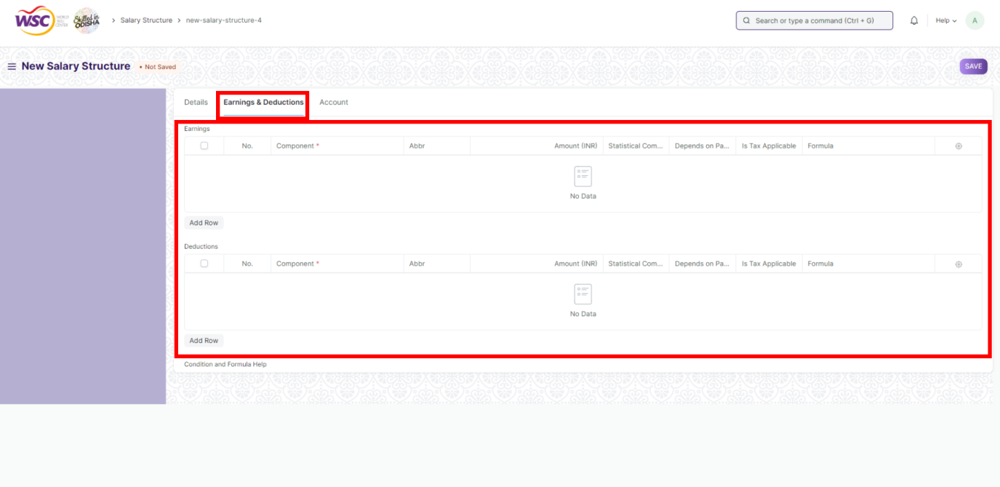 WSC WORLD SKILL CENTER Skilled in ODISHA > Salary Structure > new-salary-structure-4 Search or type a command (Ctrl + G) Help A
New Salary Structure • Not Saved SAVE
Details Earnings & Deductions Account
Earnings
No. Component * Abbr Amount (INR) Statistical Com... Depends on Pa... Is Tax Applicable Formula
No Data
Add Row
Deductions
No. Component * Abbr Amount (INR) Statistical Com... Depends on Pa... Is Tax Applicable Formula
No Data
Add Row
Condition and Formula Help